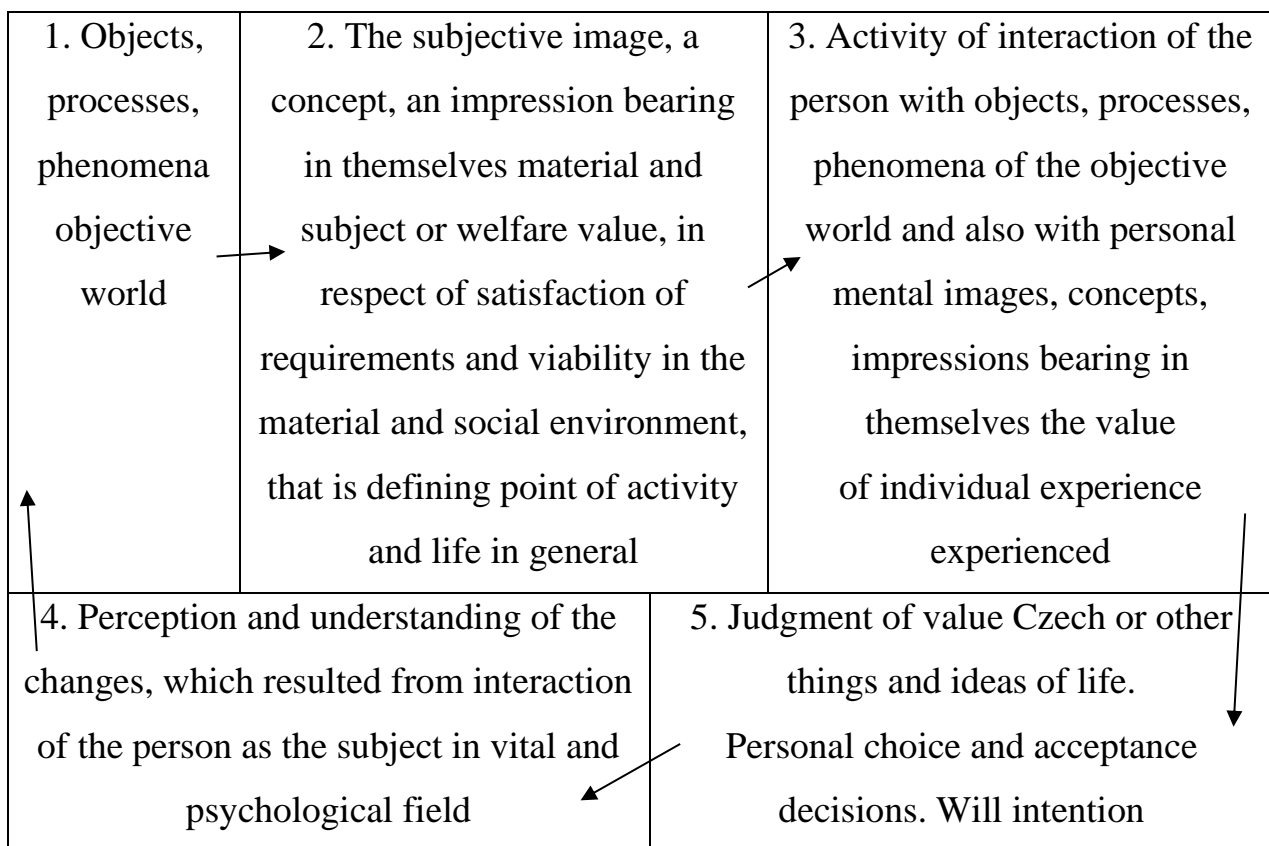 1. Objects,
processes,
phenomena
objective
world
2. The subjective image, a
concept, an impression bearing
in themselves material and
subject or welfare value, in
respect of satisfaction of
requirements and viability in the
material and social environment,
that is defining point of activity
and life in general
3. Activity of interaction of the
person with objects, processes,
phenomena of the objective
world and also with personal
mental images, concepts,
impressions bearing in
themselves the value
of individual experience
experienced
4. Perception and understanding of the
changes, which resulted from interaction
of the person as the subject in vital and
psychological field
5. Judgment of value Czech or other
things and ideas of life.
Personal choice and acceptance
decisions. Will intention